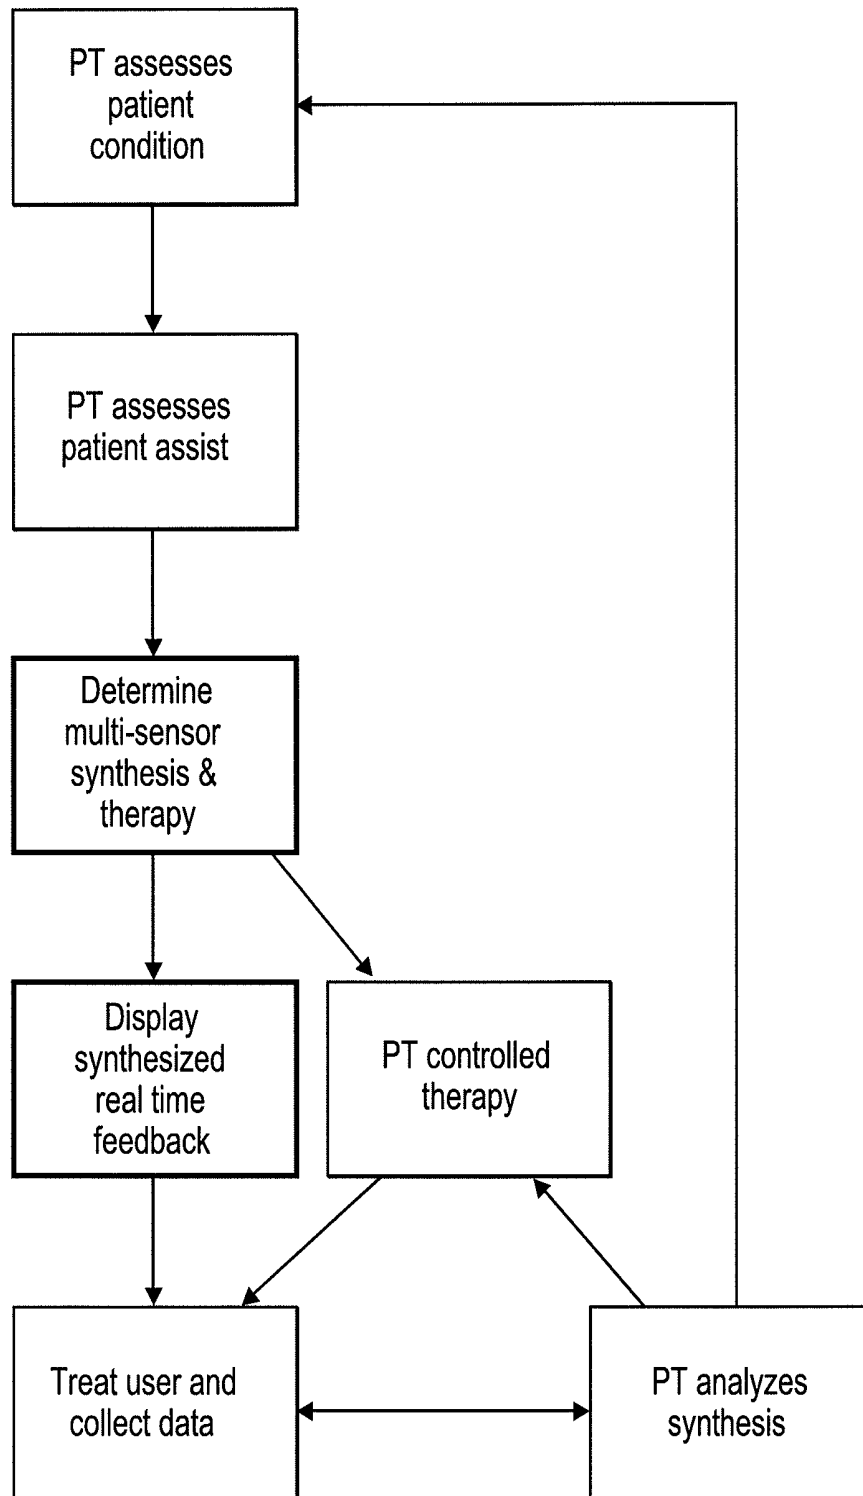 PT assesses
patient
condition
PT assesses
patient assist
Determine
multi-sensor
synthesis &
therapy
Display
synthesized
real time
feedback
PT controlled
therapy
Treat user and
collect data
PT analyzes
synthesis